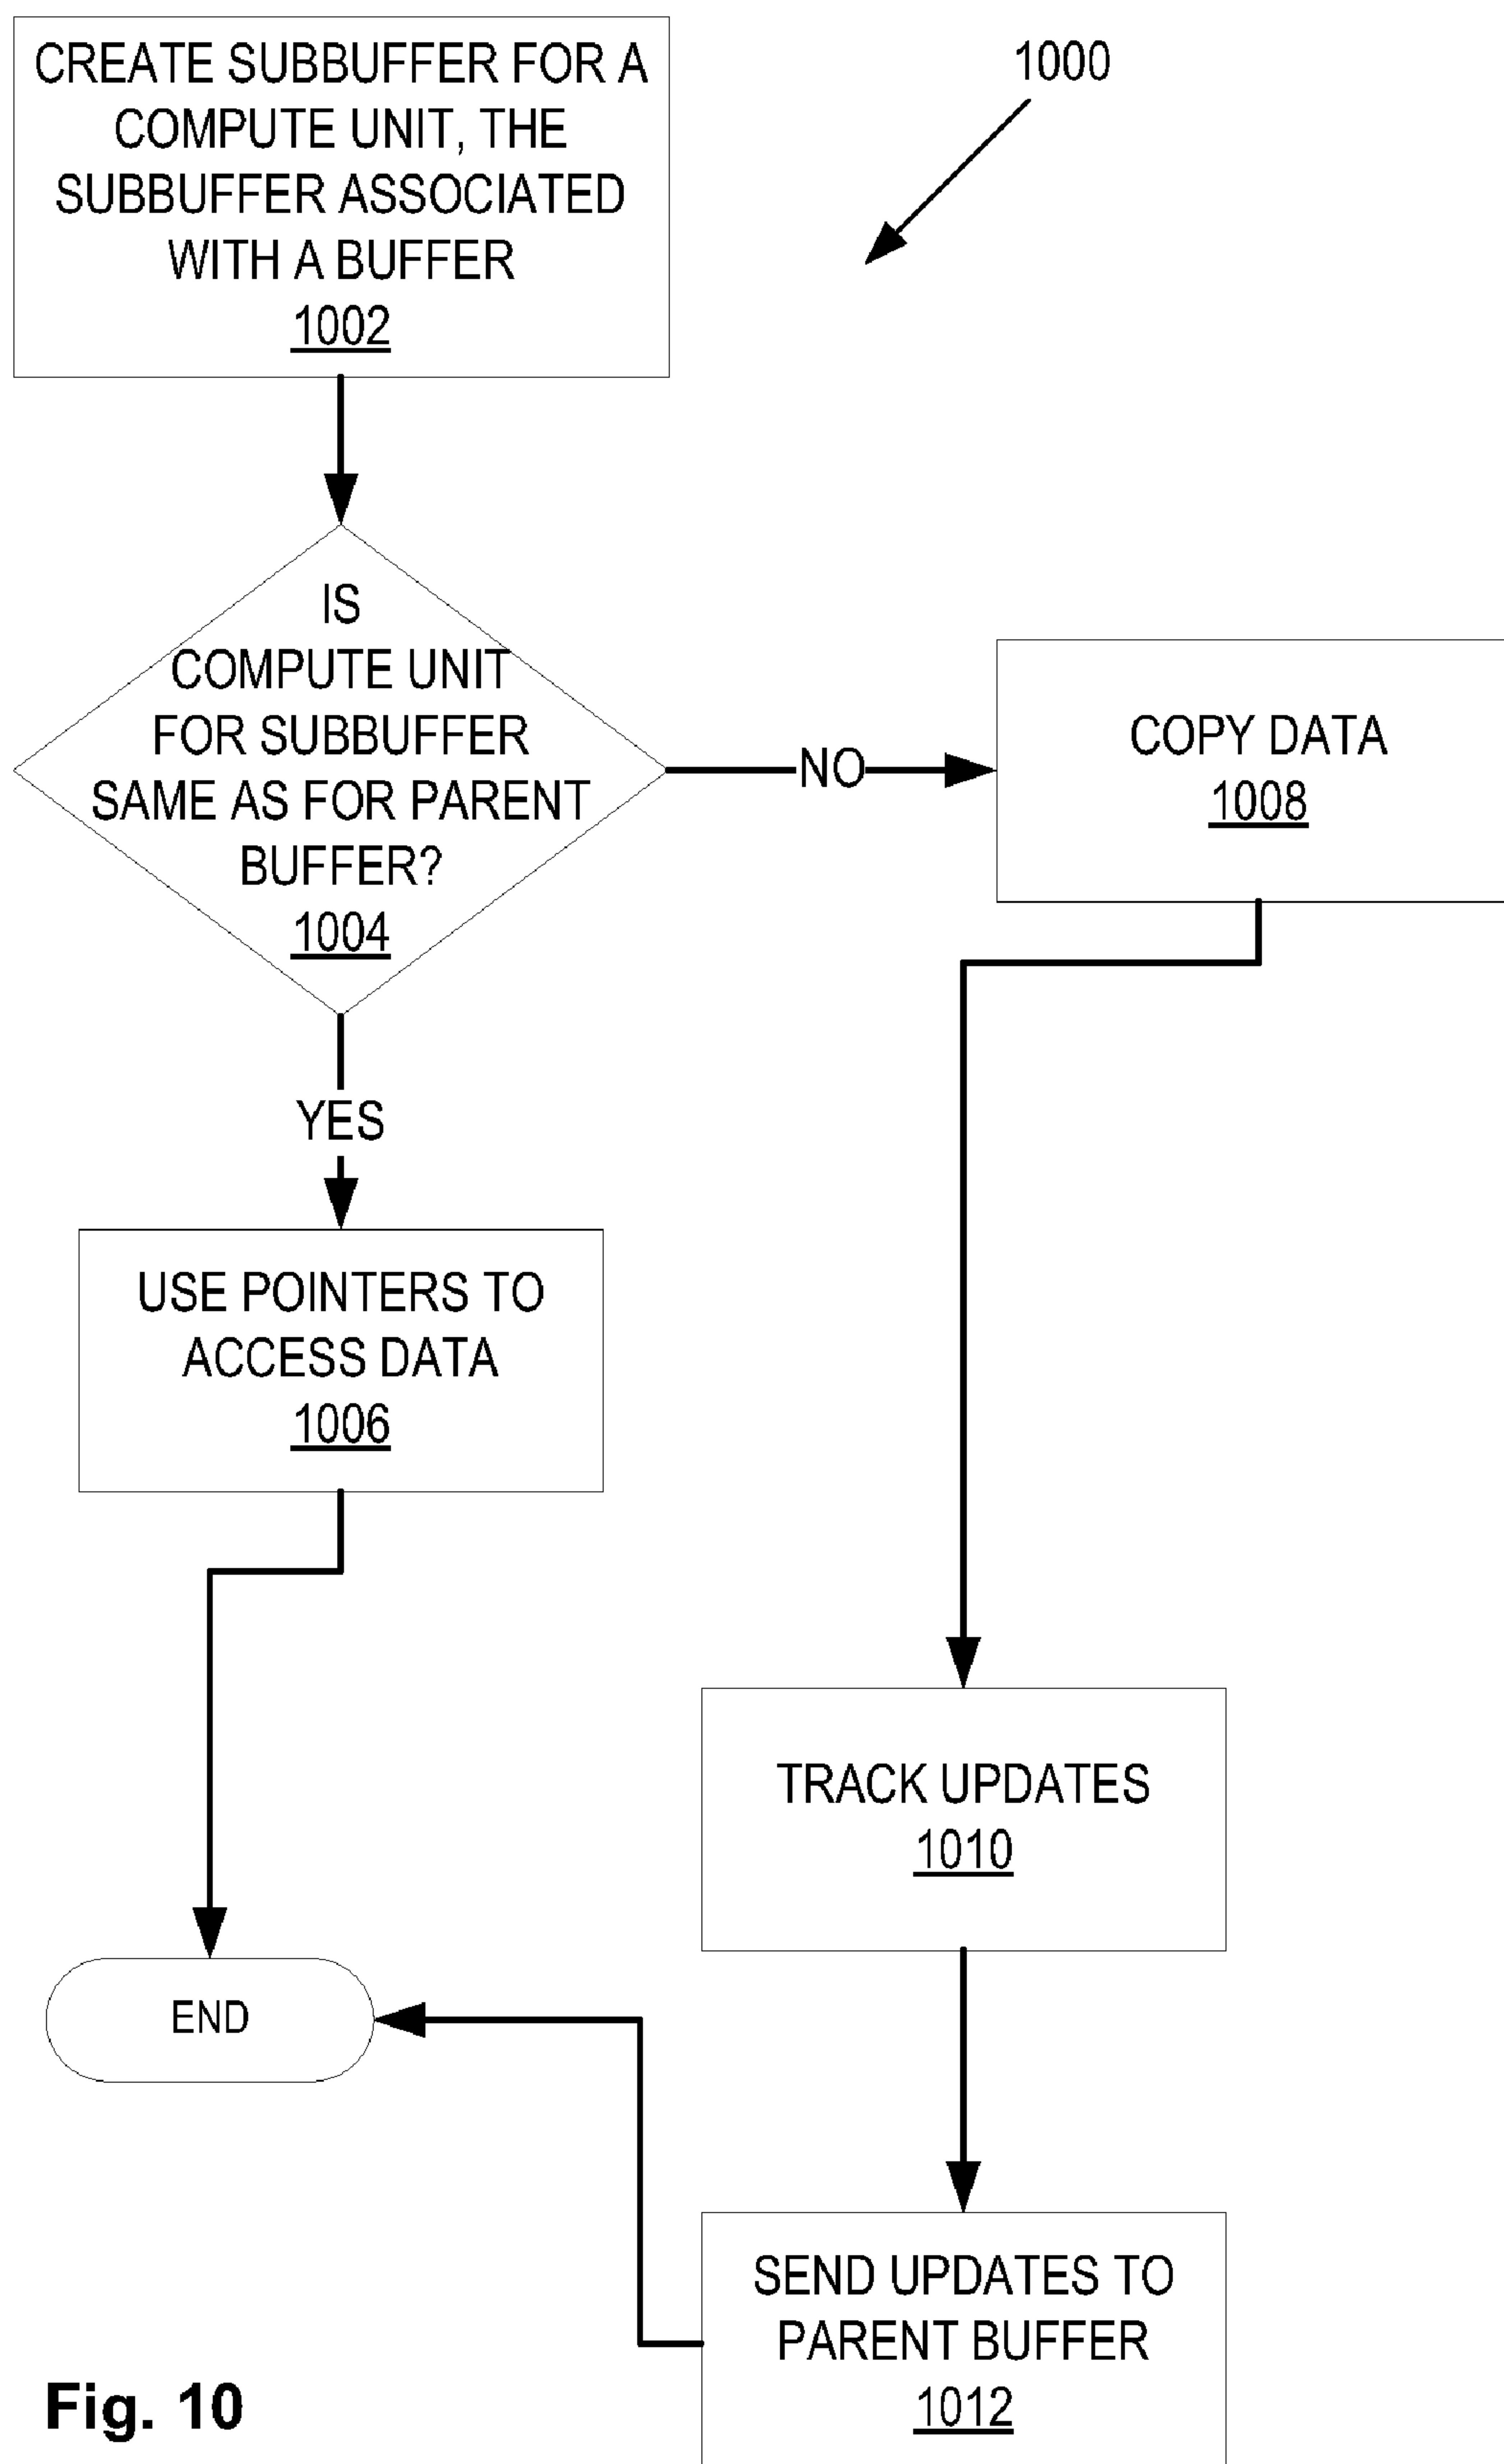 CREATE SUBBUFFER FOR A
COMPUTE UNIT, THE
SUBBUFFER ASSOCIATED
WITH A BUFFER
1002
1000
IS
COMPUTE UNIT
FOR SUBBUFFER
SAME AS FOR PARENT
BUFFER?
1004
NO
COPY DATA
1008
YES
USE POINTERS TO
ACCESS DATA
1006
TRACK UPDATES
1010
END
SEND UPDATES TO
PARENT BUFFER
1012
Fig. 10